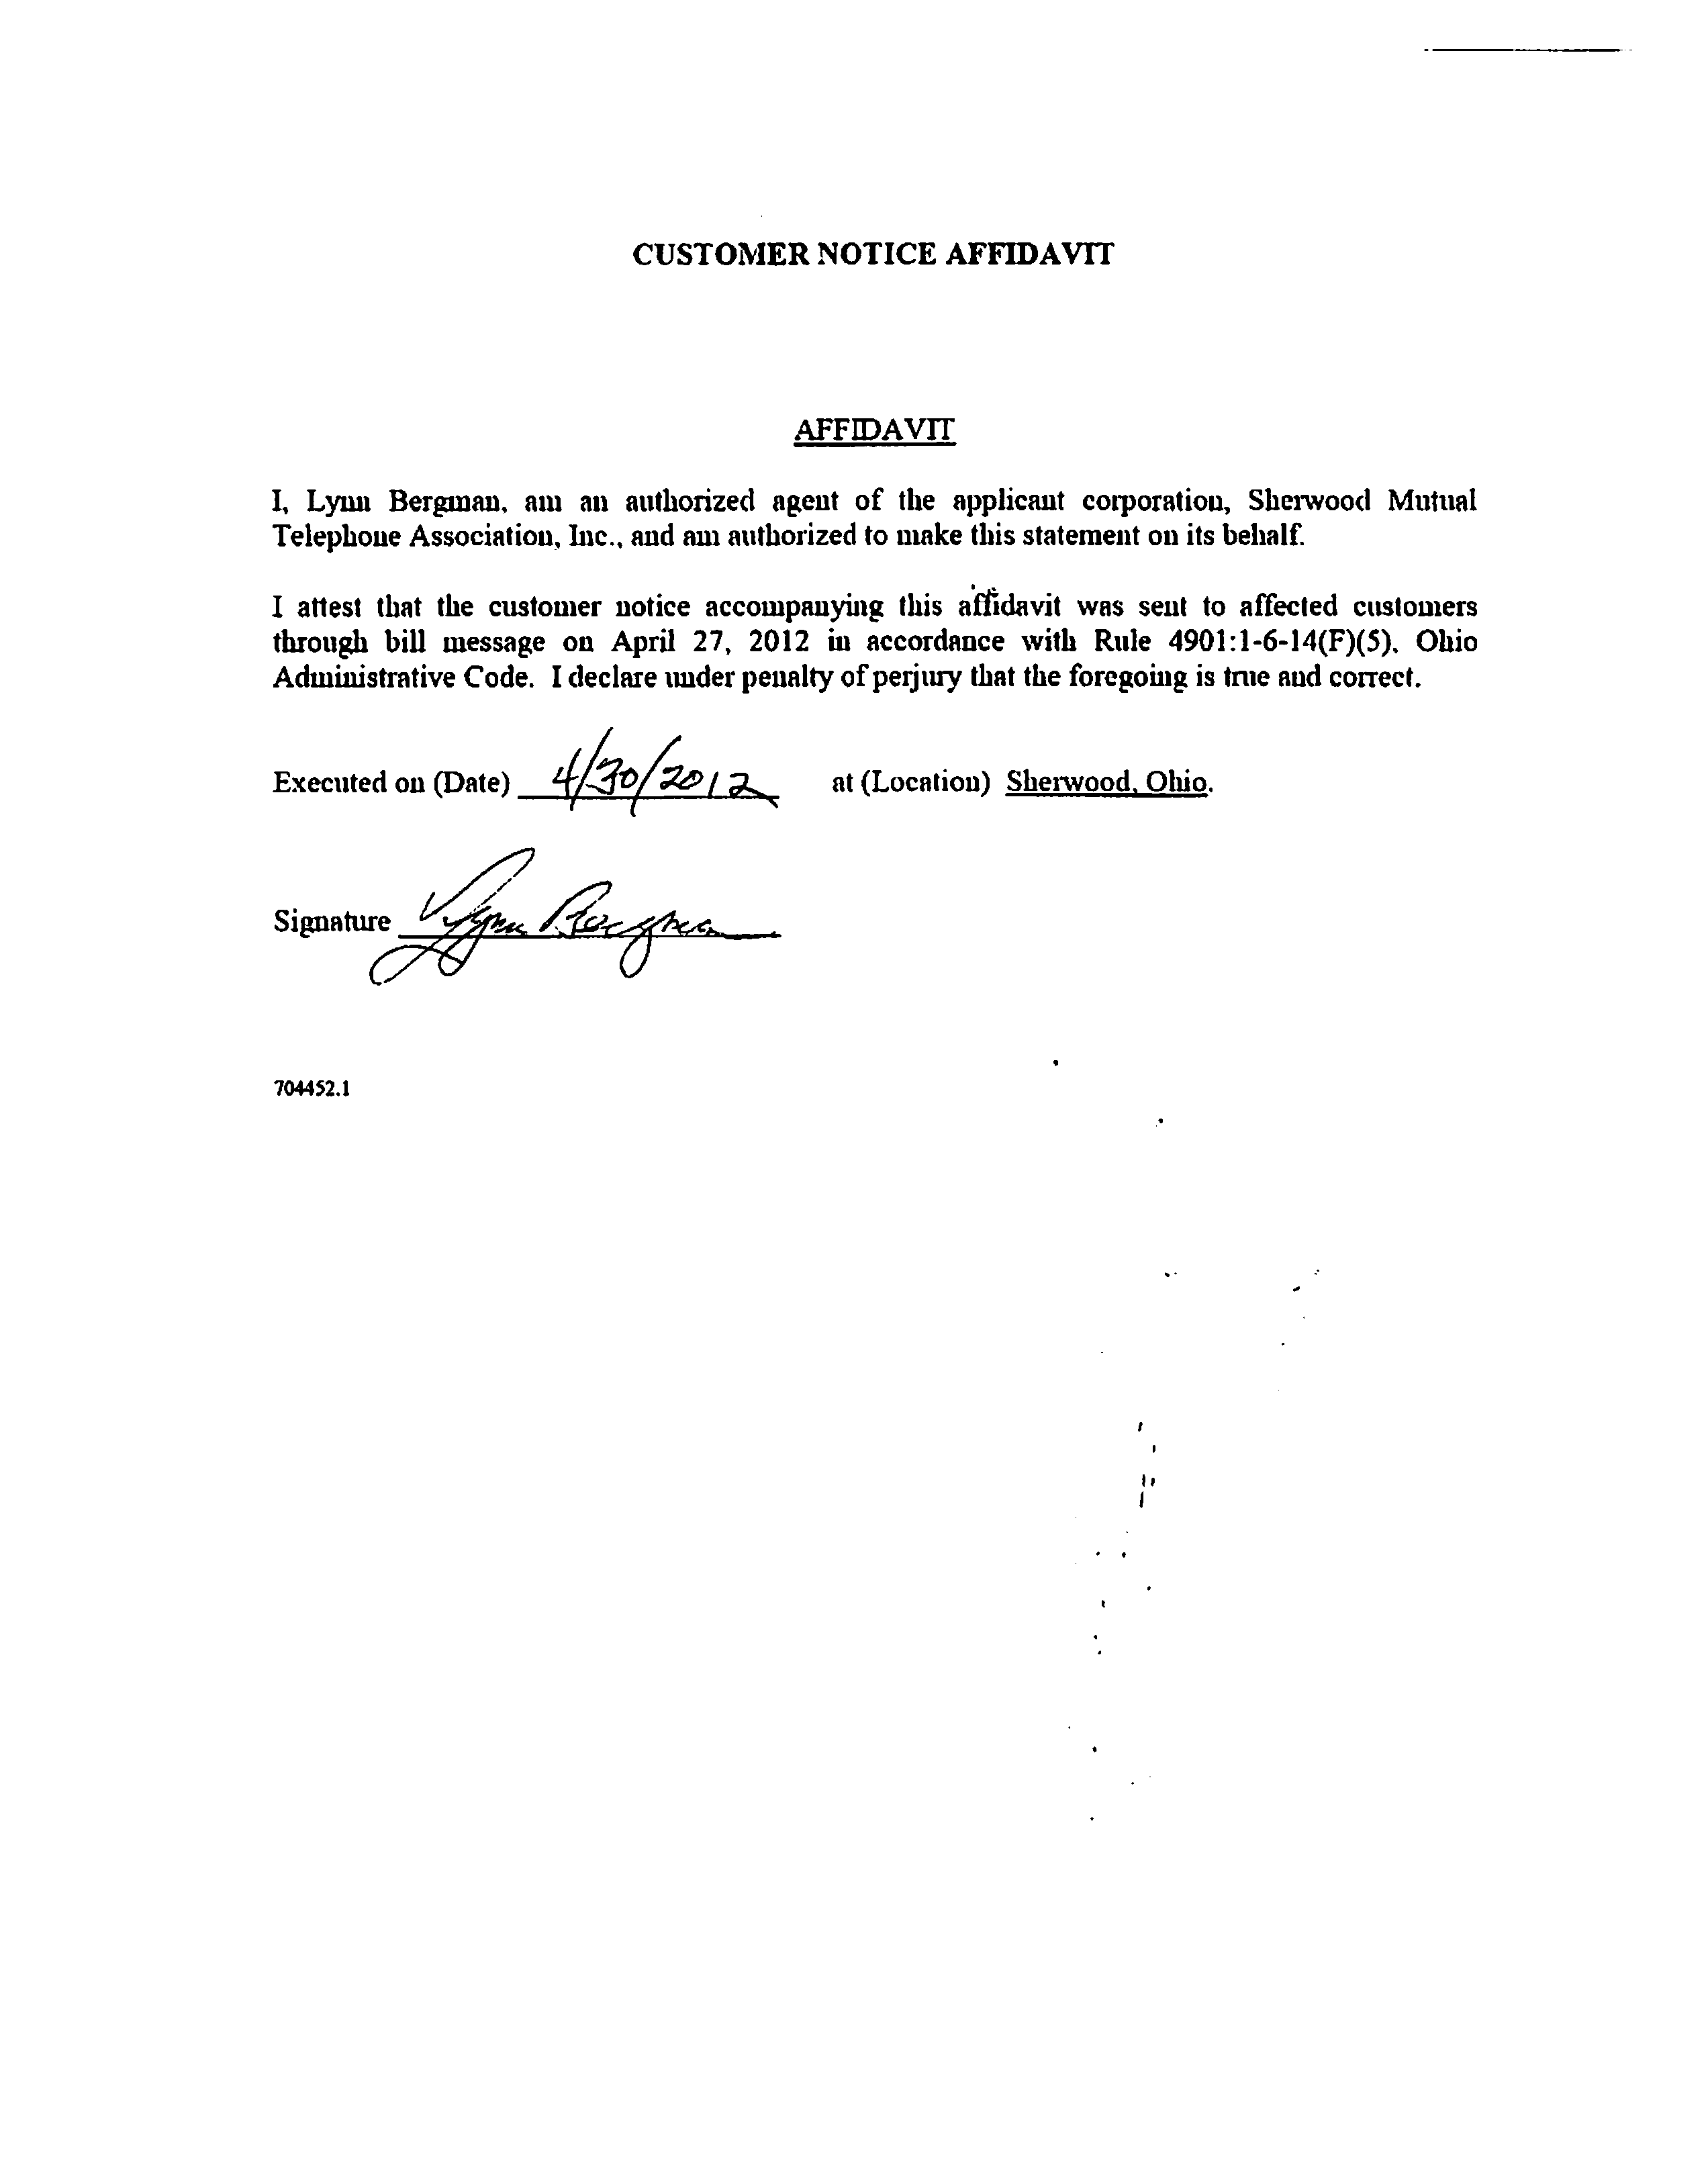 CUSTOMER NOTICE AFFIDAVIT
AFFIDAVIT
I, Lynn Bergman, am an authorized agent of the applicant corporation, Sherwood Mutual
Telephone Association, Inc., and am authorized to make this statement on its behalf.
I attest that the customer notice accompanying this affidavit was sent to affected customers
through bill message on April 27, 2012 in accordance with Rule 4901:1-6-14(F)(5), Ohio
Administrative Code. I declare under penalty of perjury that the foregoing is true and correct.
Executed on (Date) 4/30/2012 at (Location) Sherwood, Ohio.
Signature Lynn Bergman
704452.1